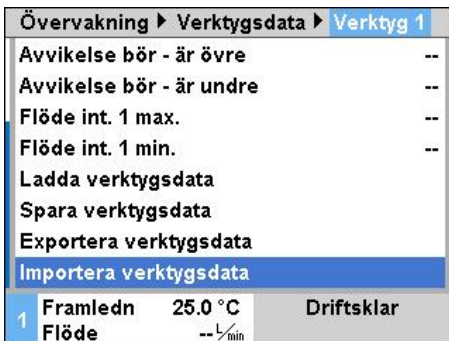 Övervakning ▶ Verktygsdata ▶ Verktyg 1
Avvikelse bör - är övre --
Avvikelse bör - är undre --
Flöde int. 1 max. --
Flöde int. 1 min. --
Ladda verktygsdata
Spara verktygsdata
Exportera verktygsdata
Importera verktygsdata
1 Framledn 25.0 °C Driftsklar
Flöde -- L/min